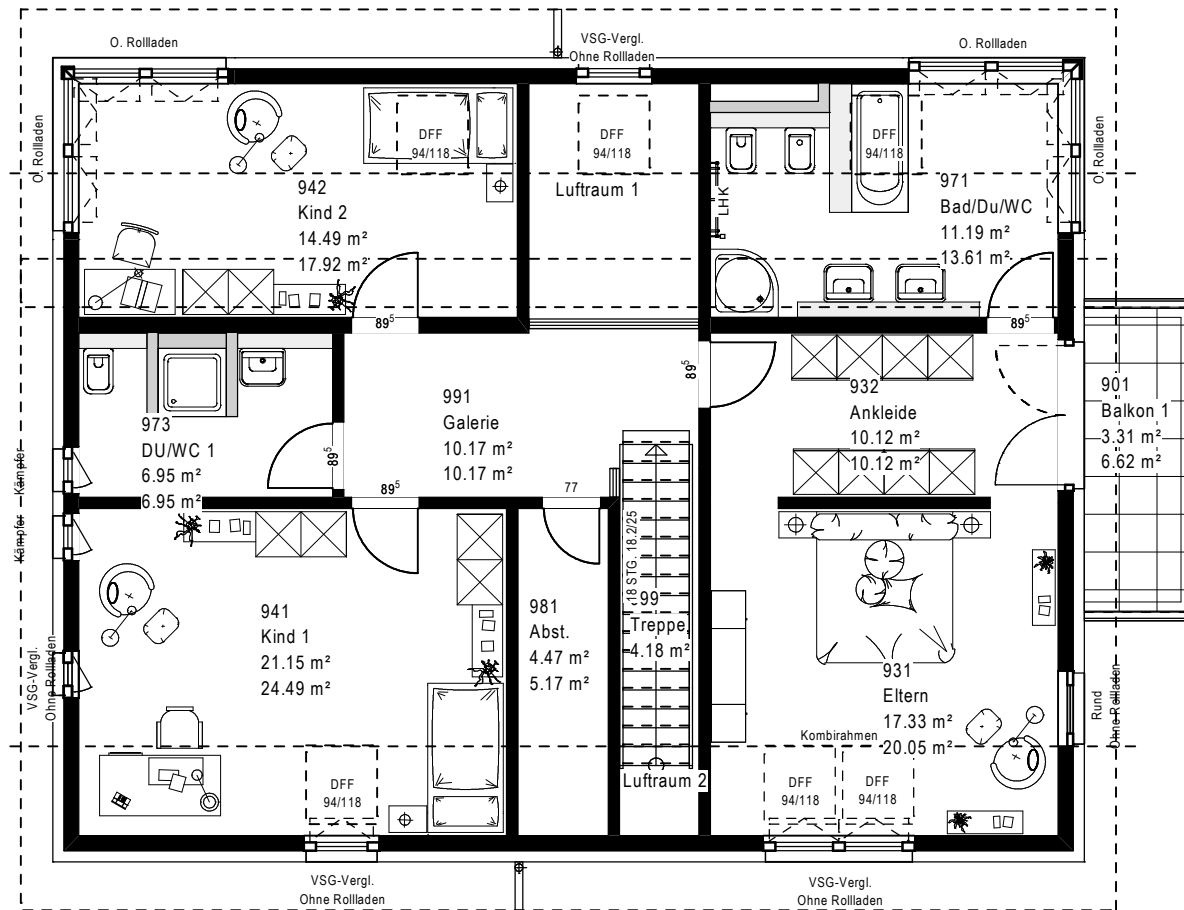 O. Rollladen
VSG-Vergl.
Ohne Rollladen
O. Rollladen
O. Rollladen
DFF
94/118
DFF
94/118
DFF
94/118
O. Rollladen
942
Kind 2
14.49 m²
17.92 m²
Luftraum 1
LHK
971
Bad/Du/WC
11.19 m²
13.61 m²
89⁵
89⁵
89⁵
973
DU/WC 1
6.95 m²
6.95 m²
89⁵
991
Galerie
10.17 m²
10.17 m²
932
Ankleide
10.12 m²
10.12 m²
901
Balkon 1
3.31 m²
6.62 m²
Kämpfer
Kämpfer
89⁵
77
18 STG. 18.2/25
941
Kind 1
21.15 m²
24.49 m²
981
Abst.
4.47 m²
5.17 m²
99
Treppe
4.18 m²
931
Eltern
17.33 m²
20.05 m²
VSG-Vergl.
Ohne Rollladen
Rund
Ohne Rollladen
Kombirahmen
DFF
94/118
Luftraum 2
DFF
94/118
DFF
94/118
VSG-Vergl.
Ohne Rollladen
VSG-Vergl.
Ohne Rollladen